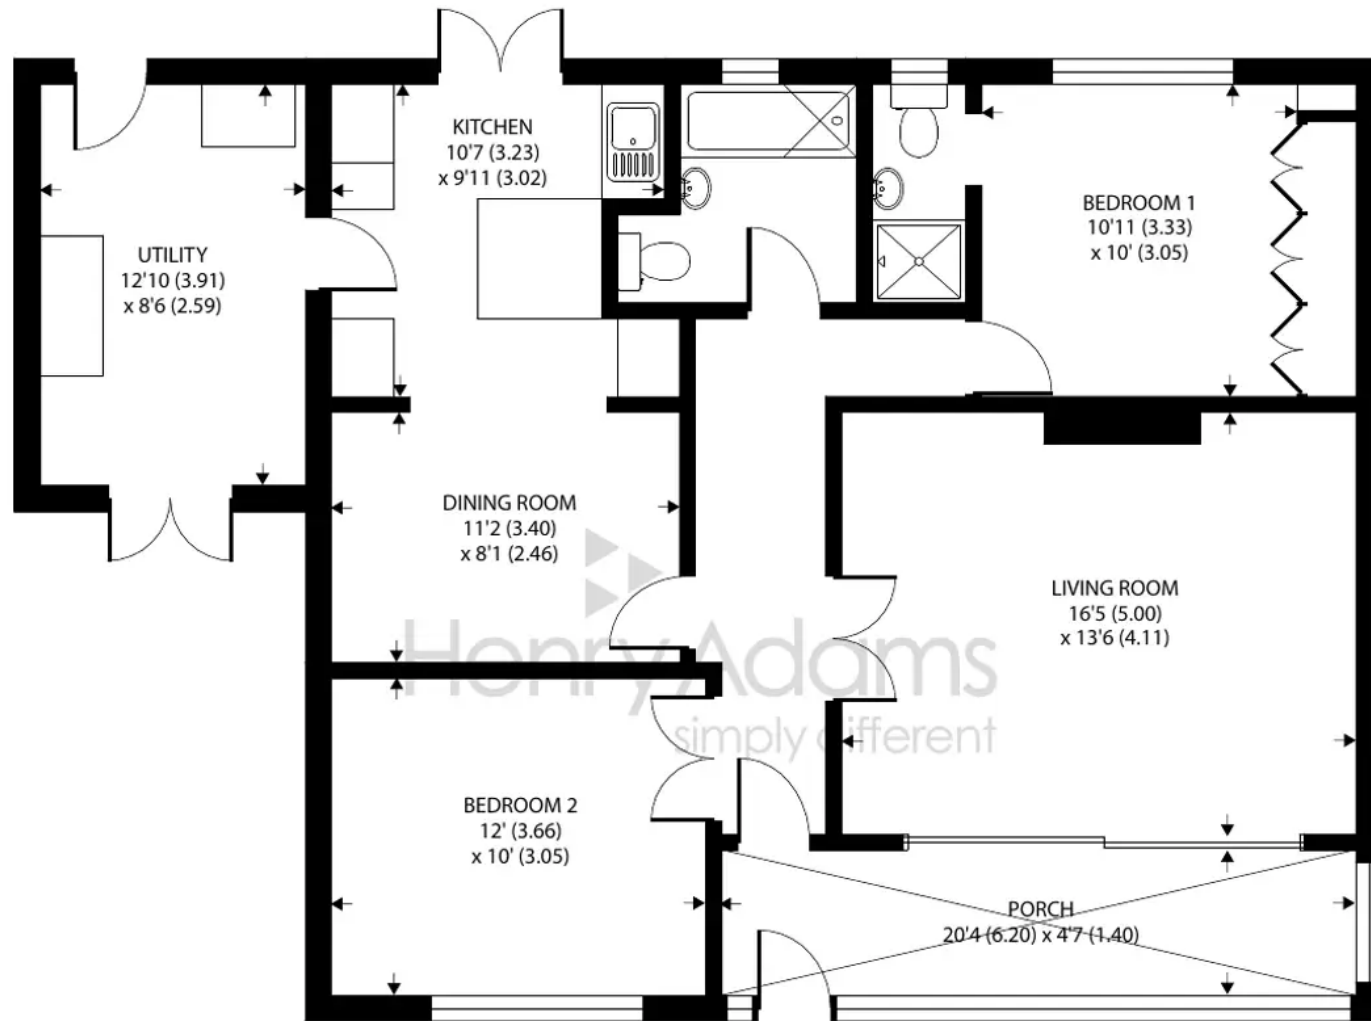 KITCHEN
10'7 (3.23)
x 9'11 (3.02)
BEDROOM 1
10'11 (3.33)
x 10' (3.05)
UTILITY
12'10 (3.91)
x 8'6 (2.59)
DINING ROOM
11'2 (3.40)
x 8'1 (2.46)
LIVING ROOM
16'5 (5.00)
x 13'6 (4.11)
Henry Adams
simply different
BEDROOM 2
12' (3.66)
x 10' (3.05)
PORCH
20'4 (6.20) x 4'7 (1.40)